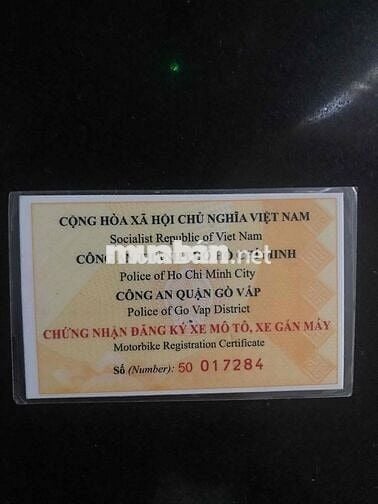 CỘNG HÒA XÃ HỘI CHỦ NGHĨA VIỆT NAM
Socialist Republic of Viet Nam
muaban.net
CÔNG
MINH
Police of Ho Chi Minh City
CÔNG AN QUẬN GÒ VẤP
Police of Go Vap District
CHỨNG NHẬN ĐĂNG KÝ XE MÔ TÔ, XE GẮN MÁY
Motorbike Registration Certificate
Số (Number): 50 017284